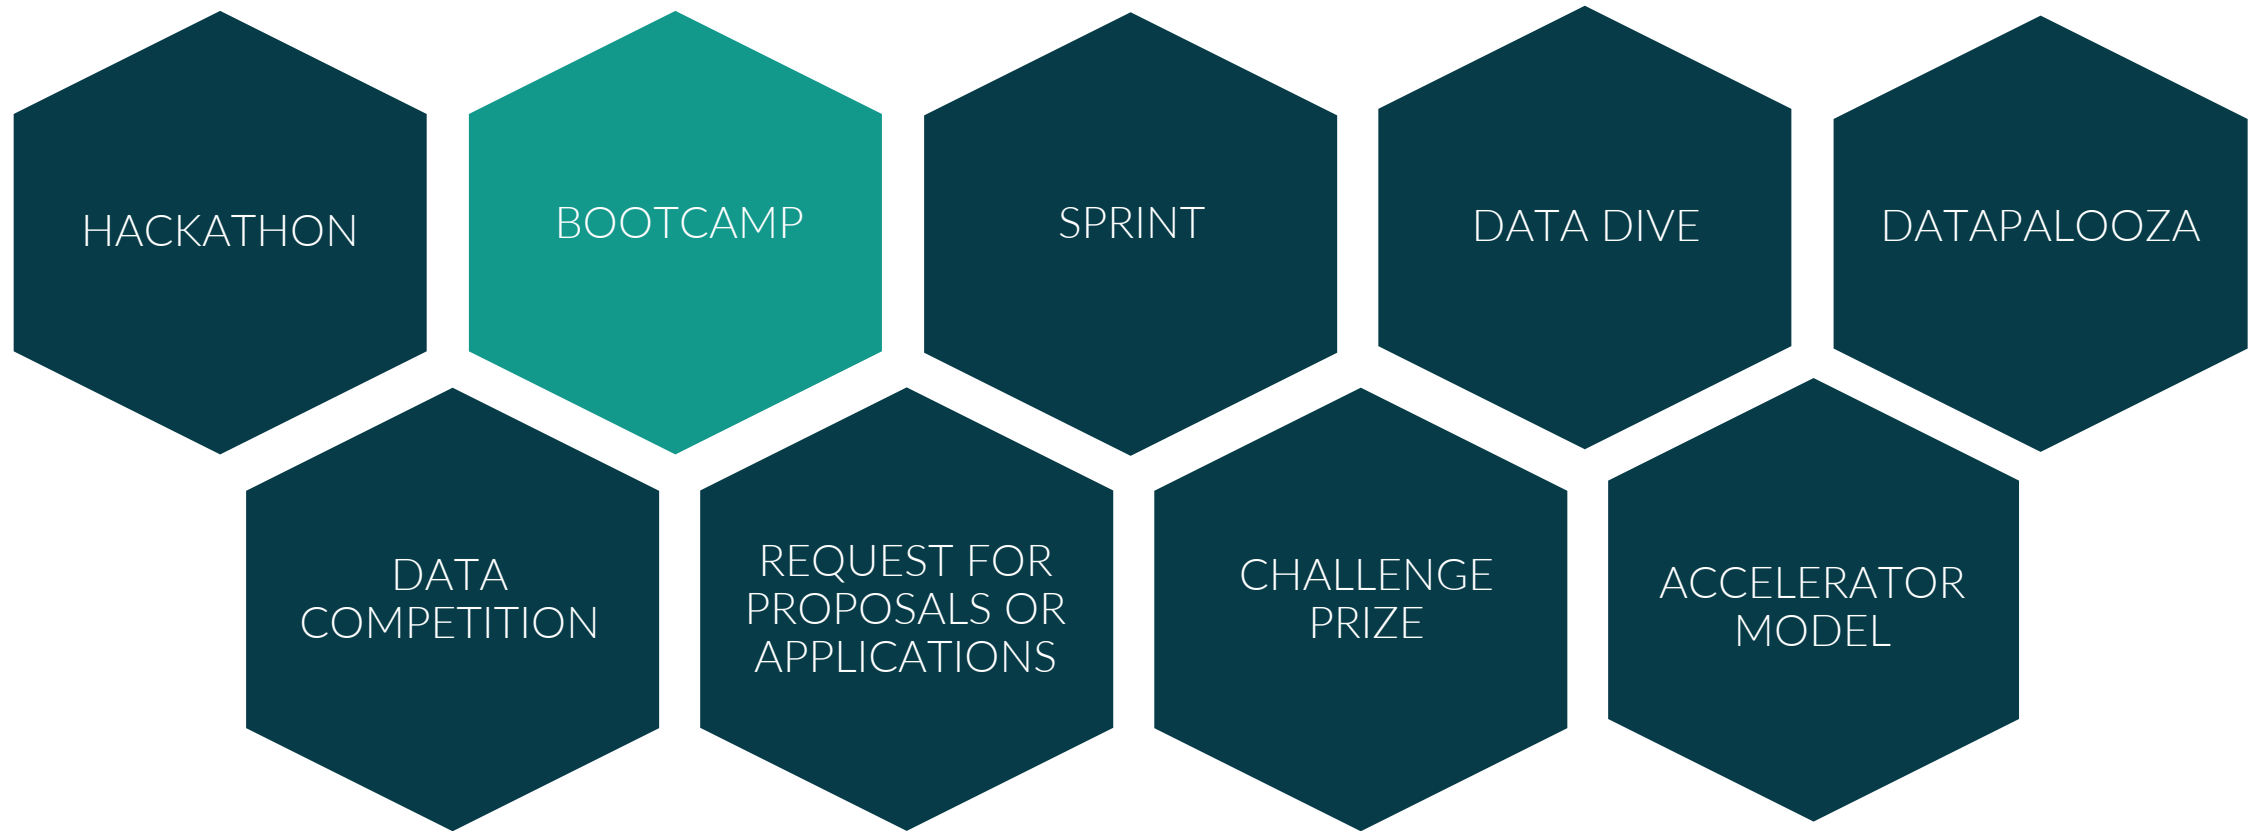 HACKATHON
BOOTCAMP
SPRINT
DATA DIVE
DATAPALOOZA
DATA
COMPETITION
REQUEST FOR
PROPOSALS OR
APPLICATIONS
CHALLENGE
PRIZE
ACCELERATOR
MODEL